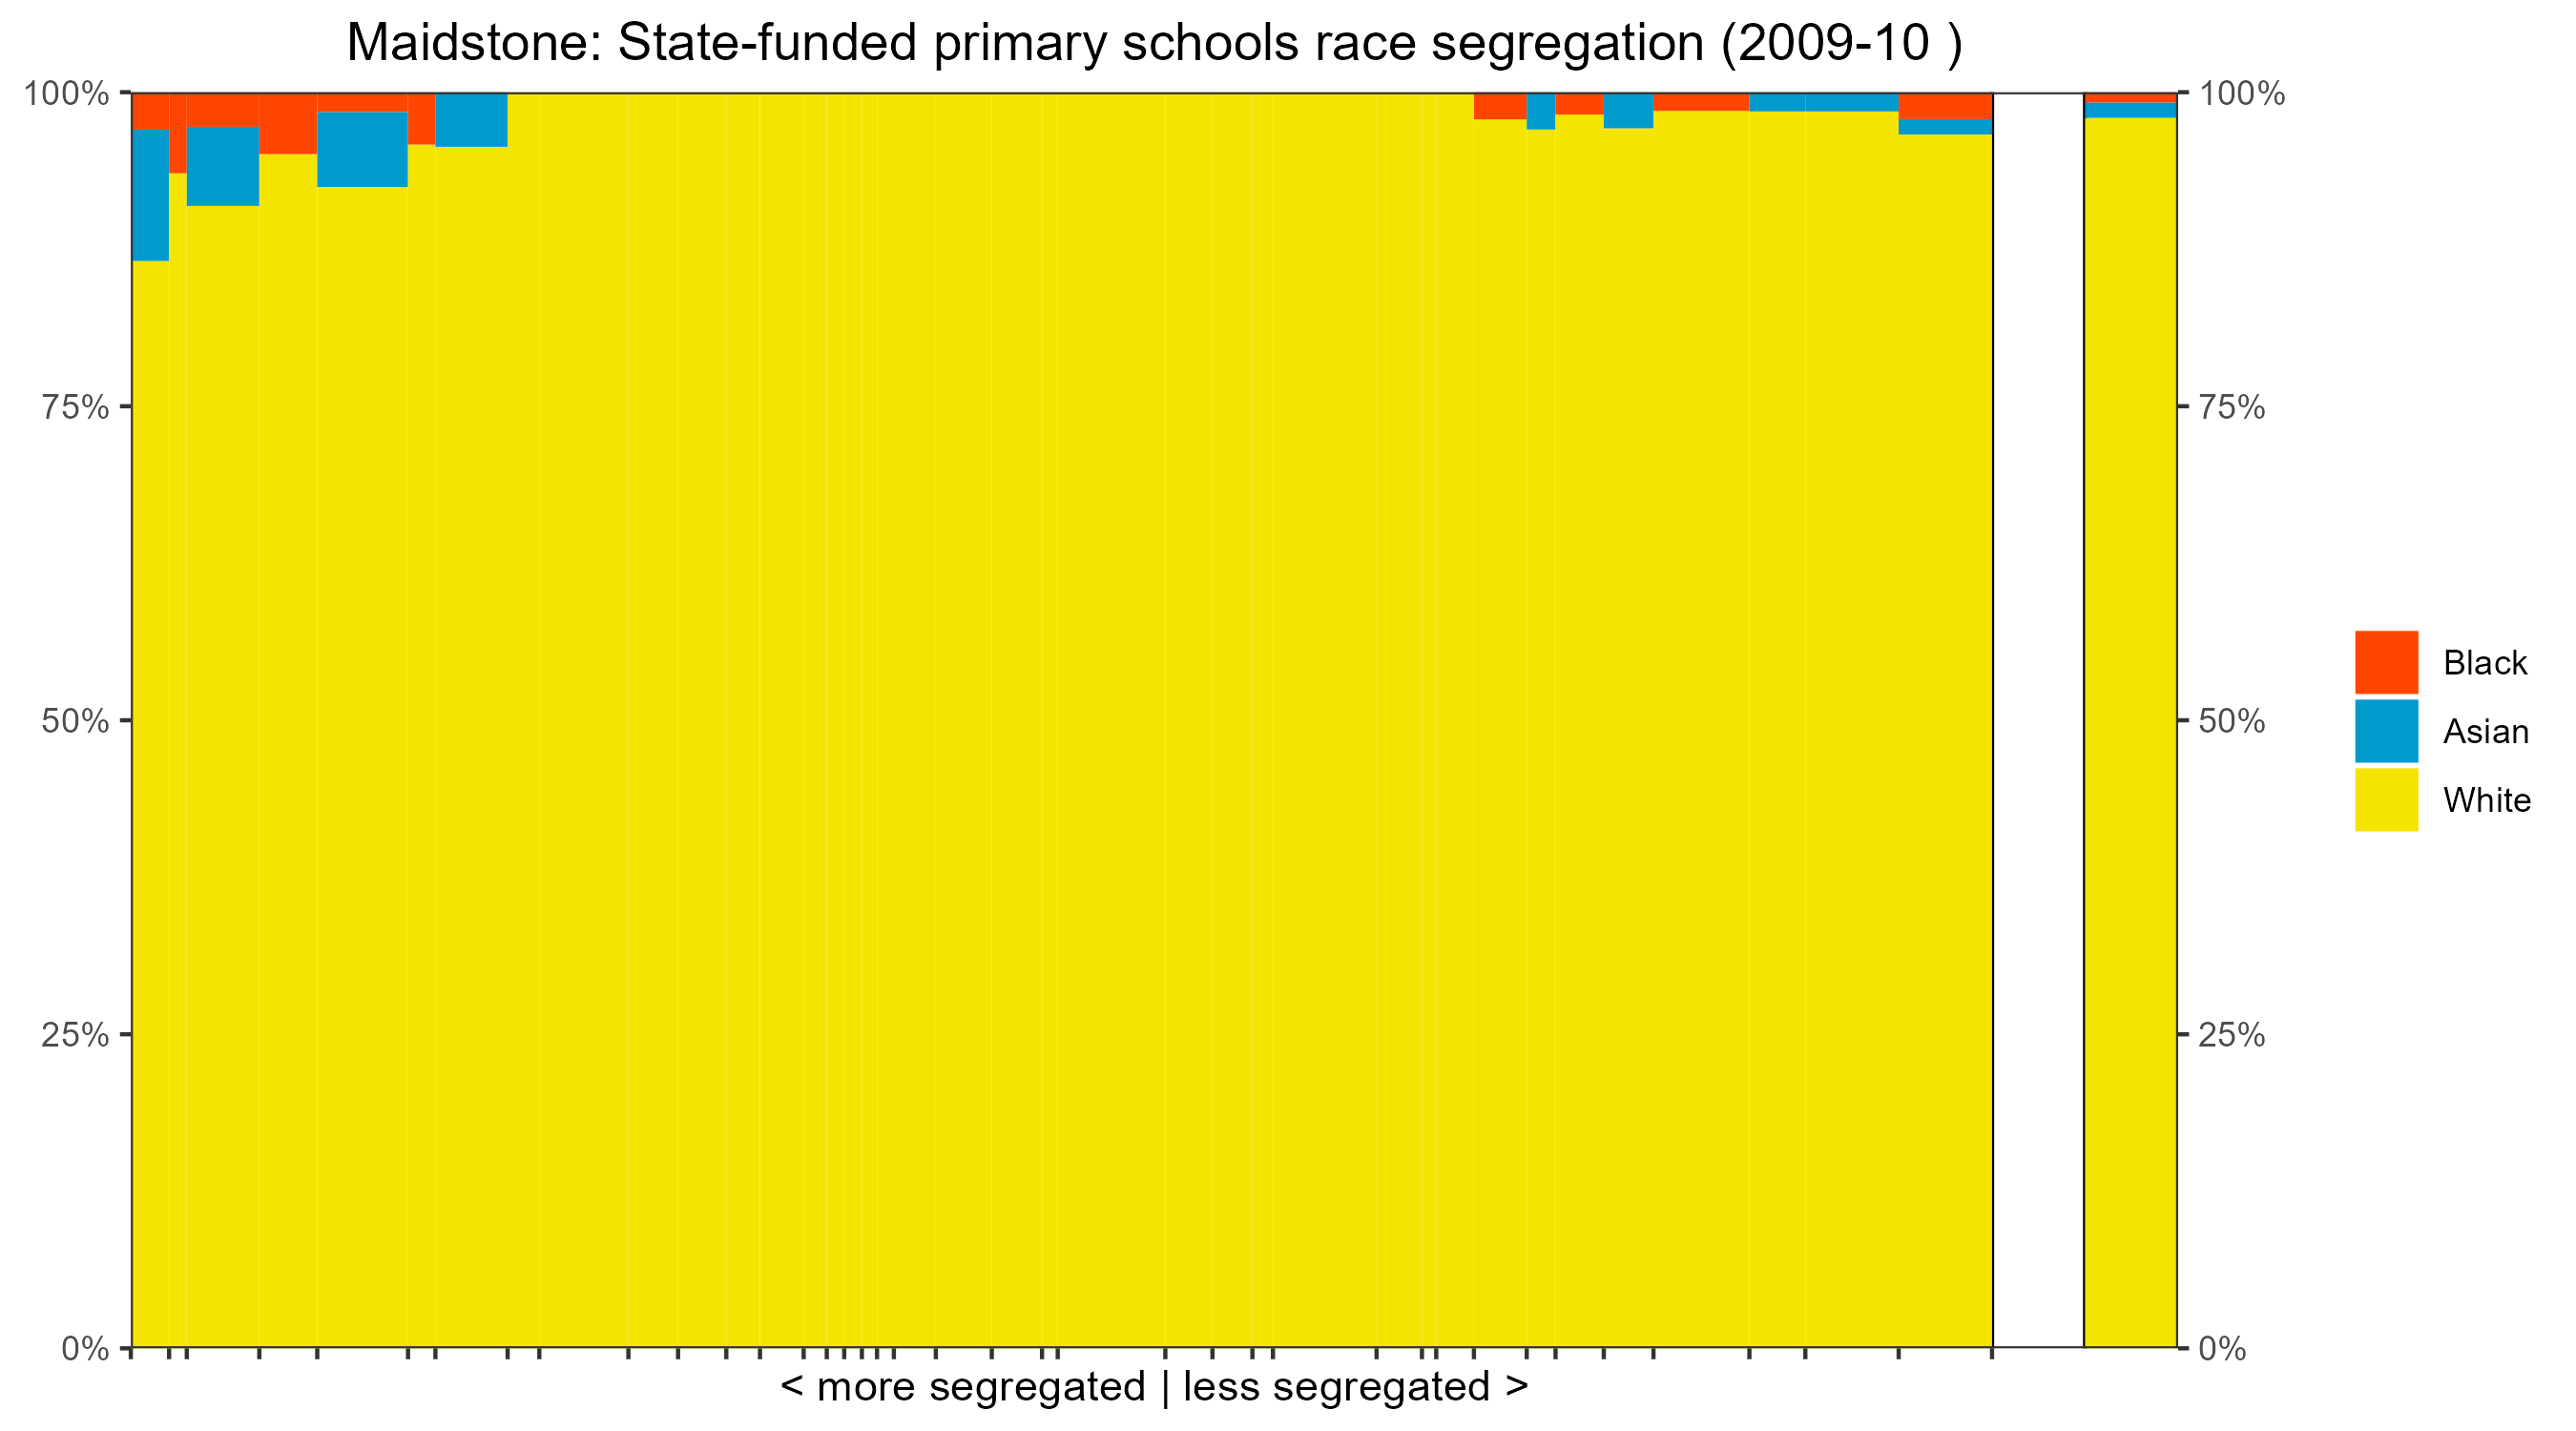 Maidstone: State-funded primary schools race segregation (2009-10 )
100%
75%
50%
25%
0%
100%
75%
50%
25%
0%
Black
Asian
White
< more segregated | less segregated >